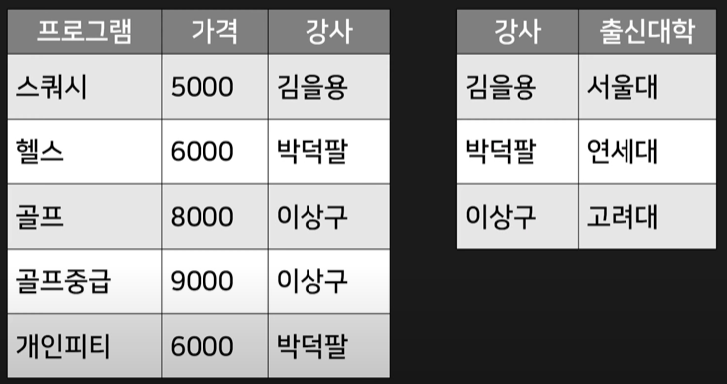 프로그램 가격 강사
스쿼시 5000 김을용
헬스 6000 박덕팔
골프 8000 이상구
골프중급 9000 이상구
개인피티 6000 박덕팔
강사 출신대학
김을용 서울대
박덕팔 연세대
이상구 고려대